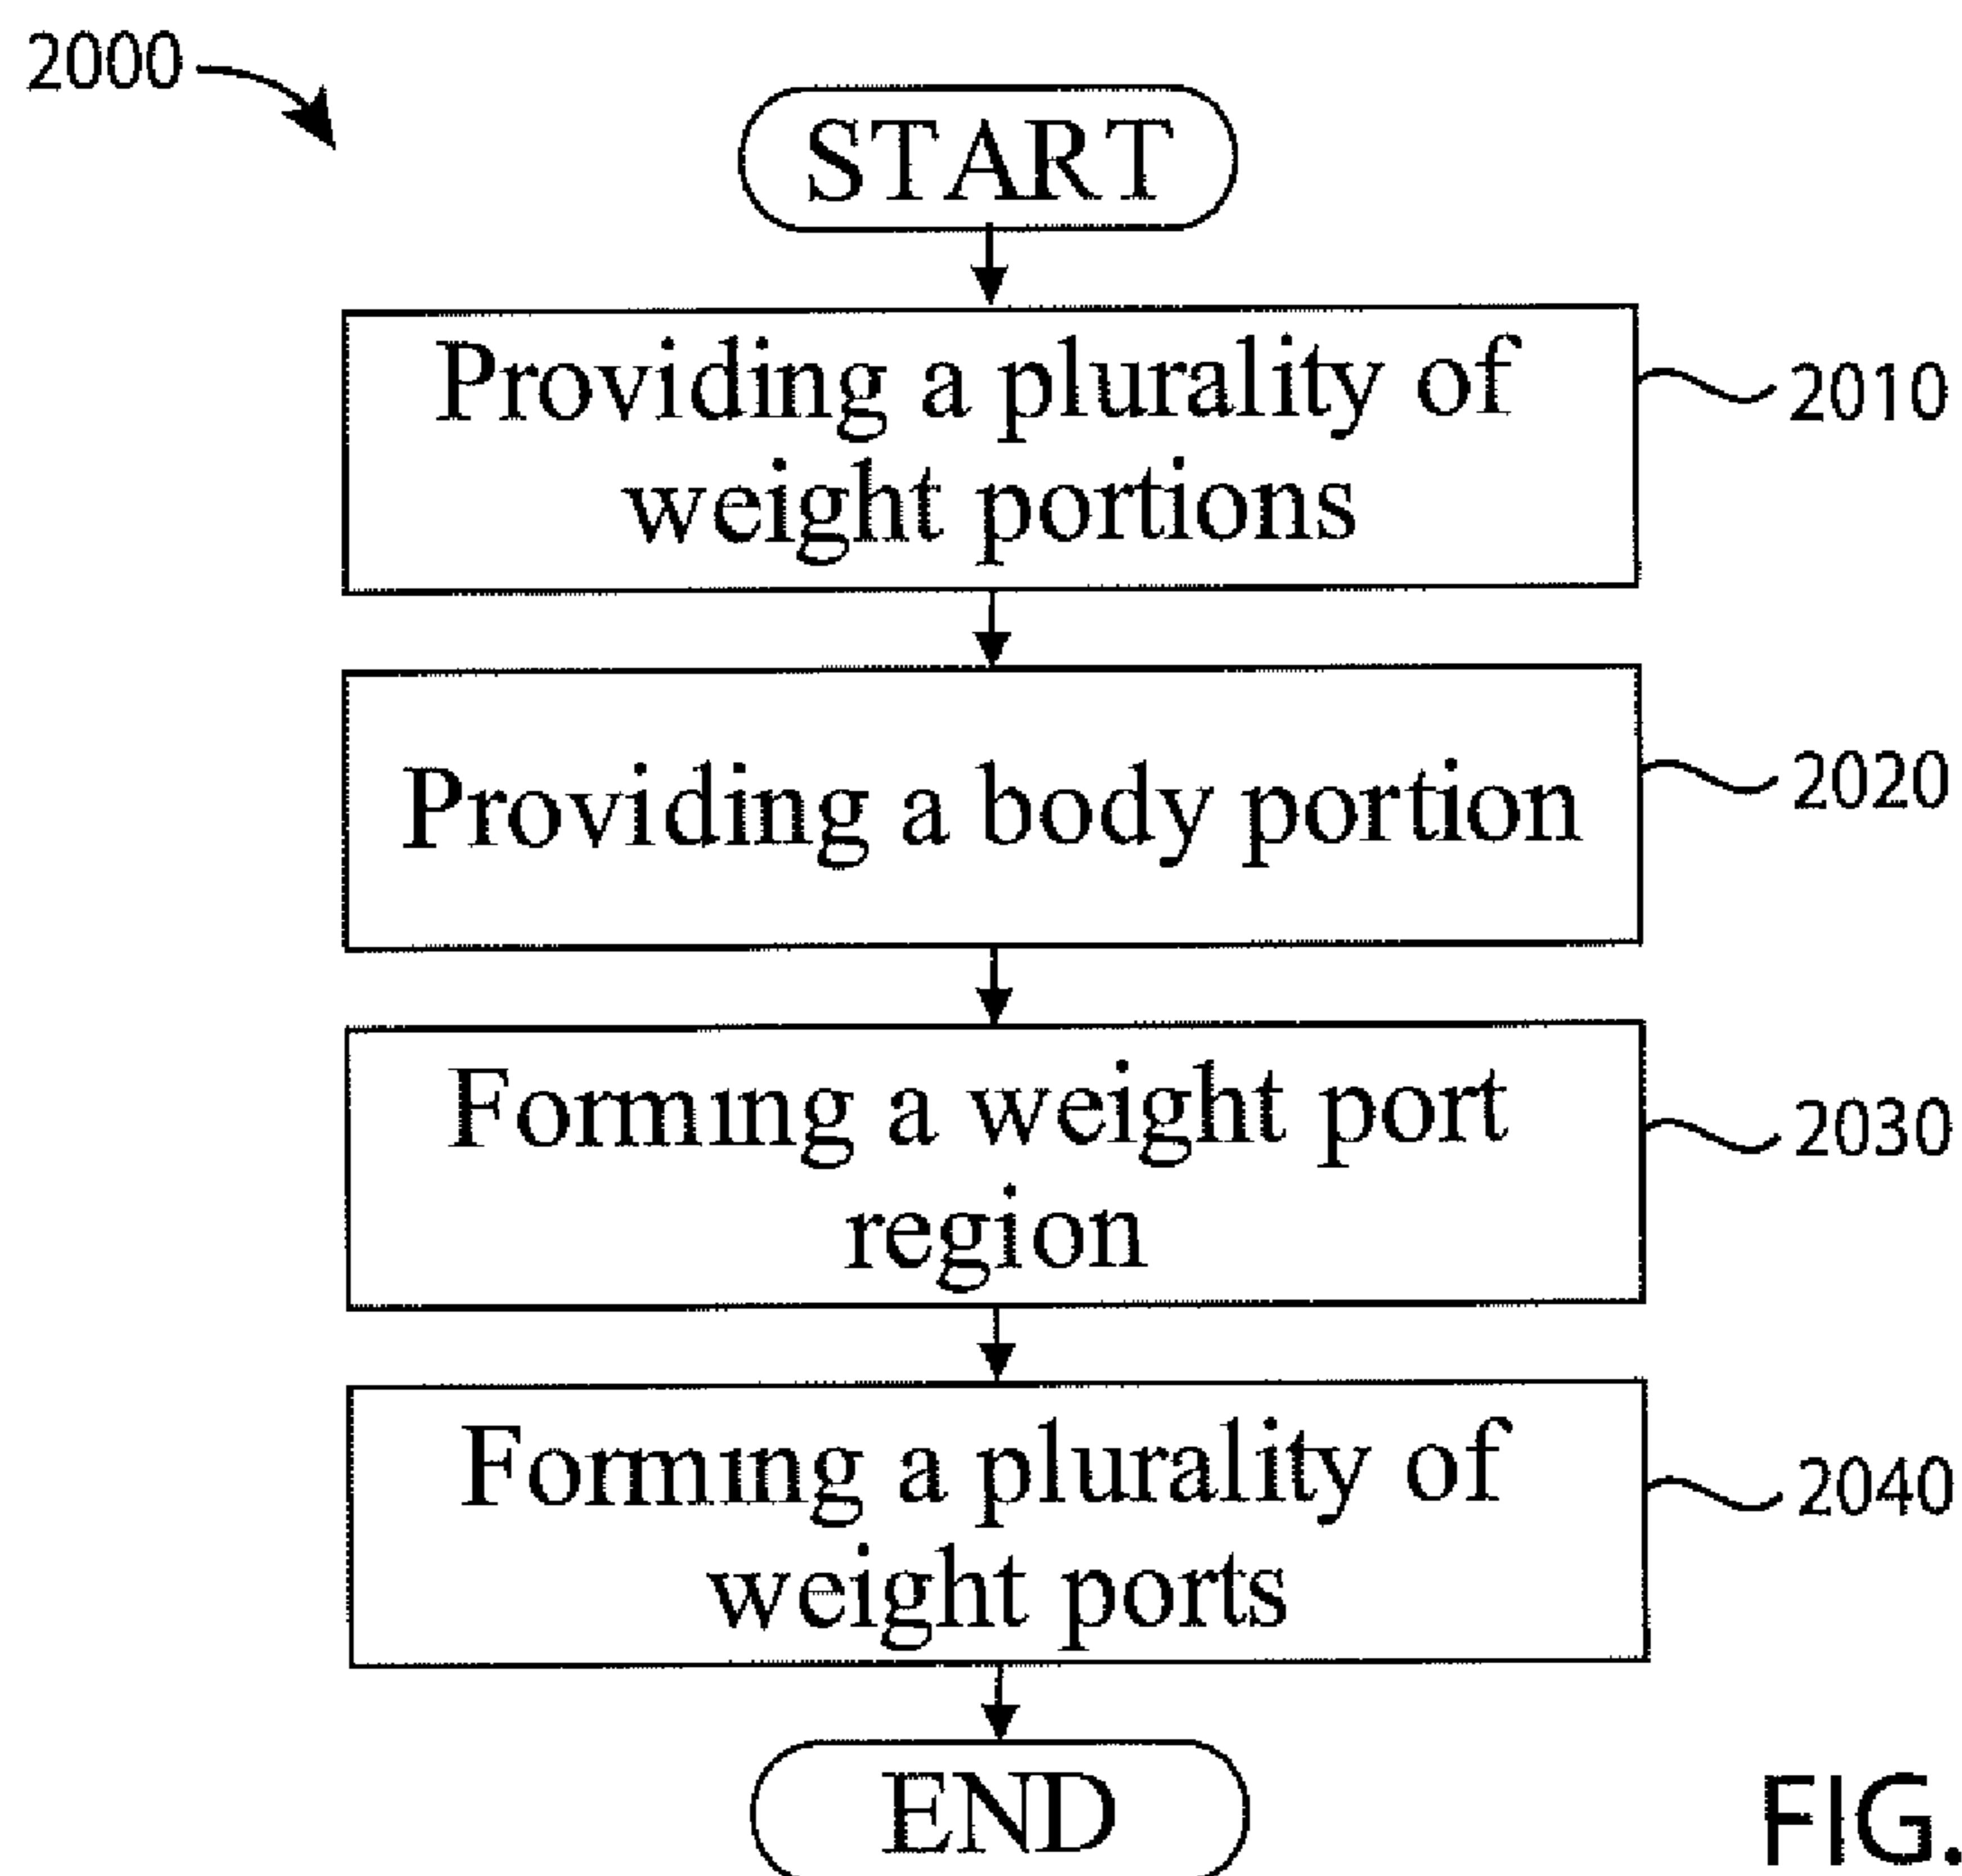 2000
START
Providing a plurality of
weight portions
2010
Providing a body portion
2020
Forming a weight port
region
2030
Forming a plurality of
weight ports
2040
END
FIG.